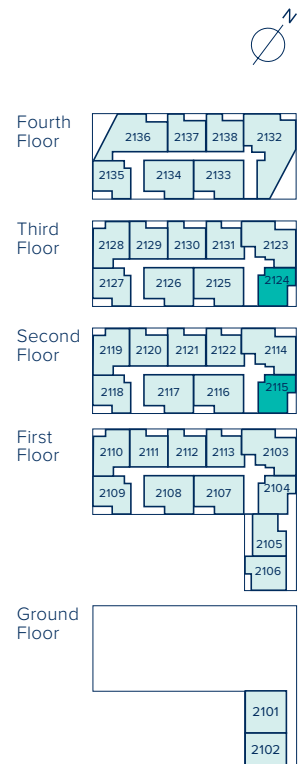 N
Fourth
Floor
2136 2137 2138 2132
2135 2134 2133
Third
Floor
2128 2129 2130 2131 2123
2127 2126 2125 2124
Second
Floor
2119 2120 2121 2122 2114
2118 2117 2116 2115
First
Floor
2110 2111 2112 2113 2103
2109 2108 2107 2104
2105
2106
Ground
Floor
2101
2102